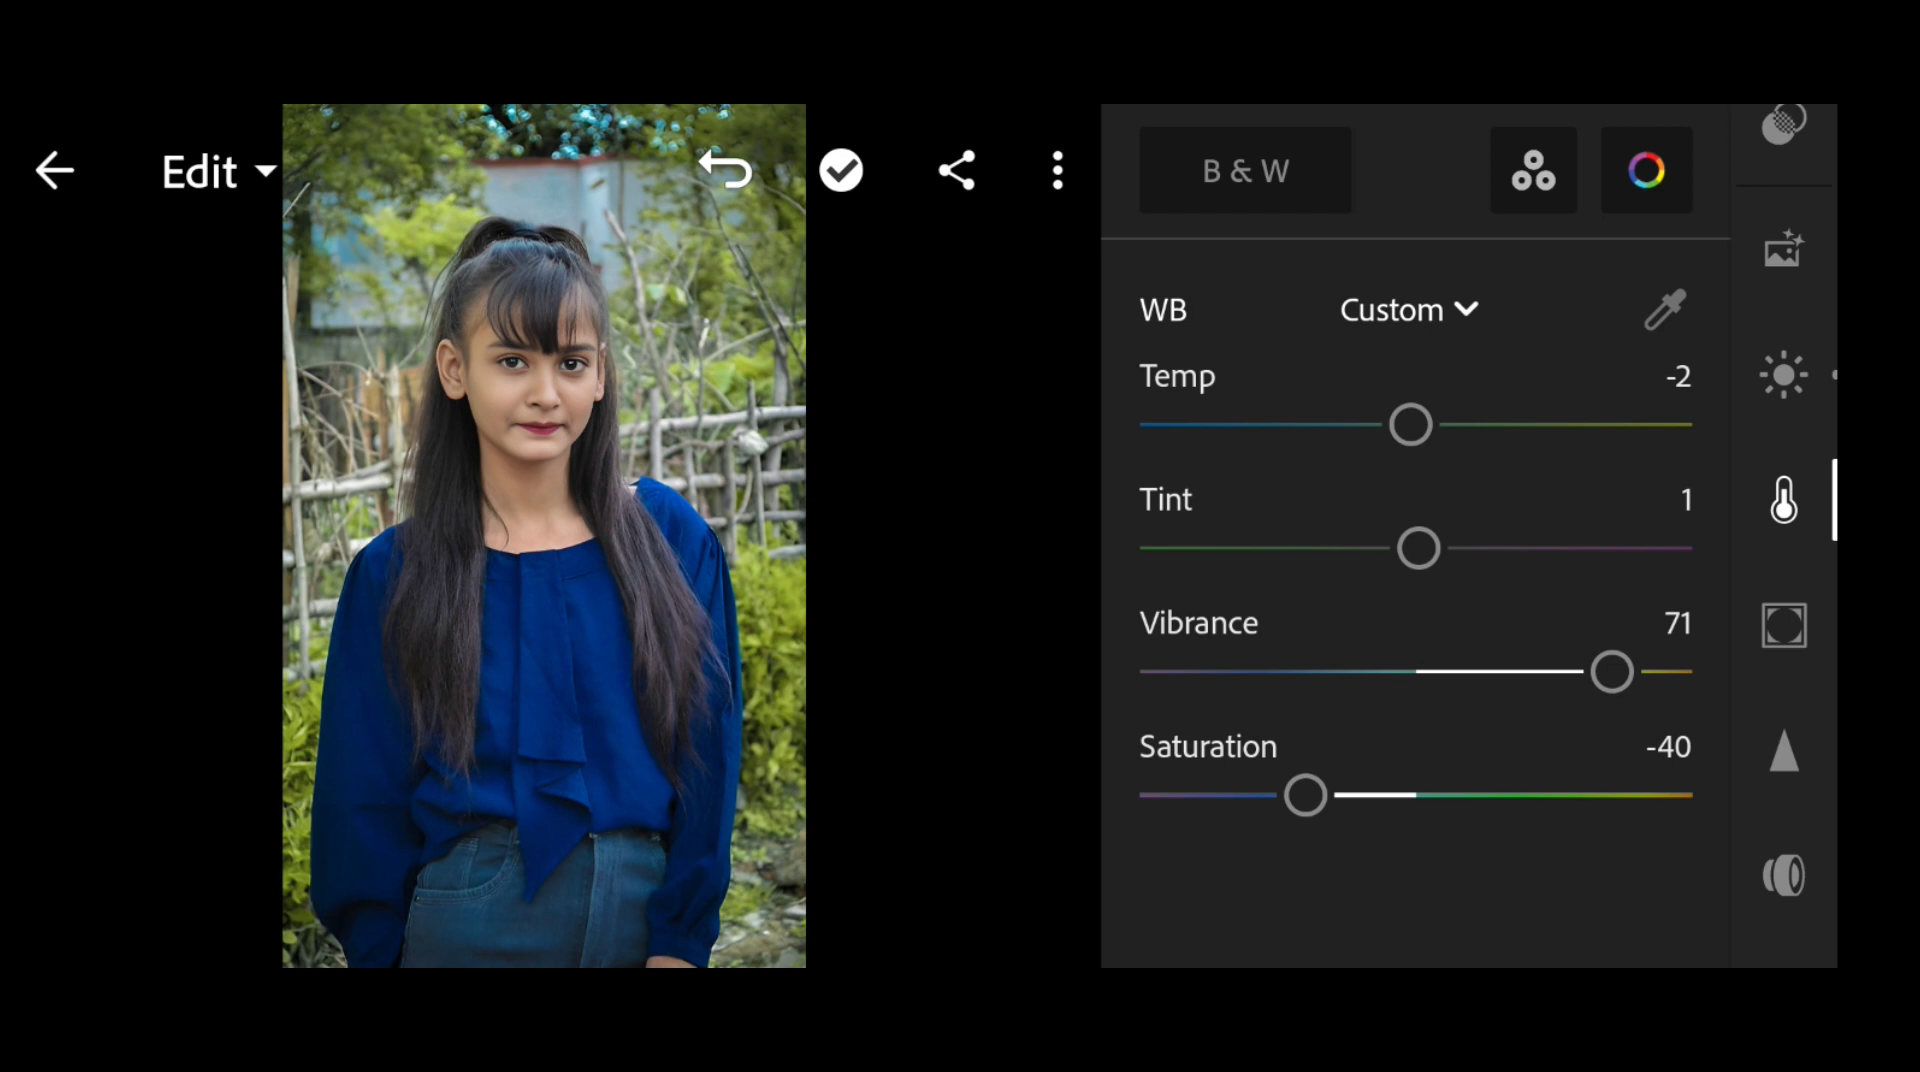 Edit
B & W
WB Custom
Temp -2
Tint 1
Vibrance 71
Saturation -40